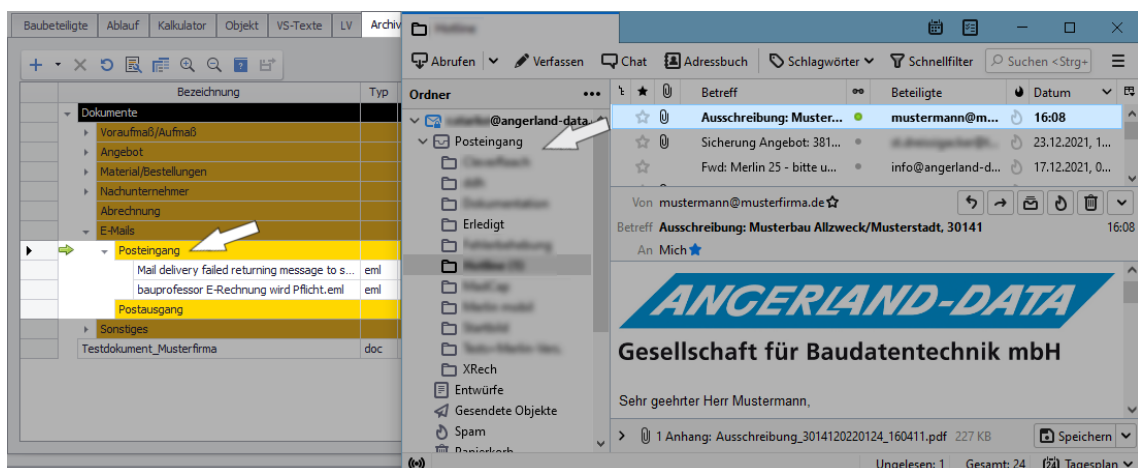 Baubeteiligte Ablauf Kalkulator Objekt VS-Texte LV Archiv
Bezeichnung Typ
Dokumente
Voraufmaß/Aufmaß
Angebot
Material/Bestellungen
Nachunternehmer
Abrechnung
E-Mails
Posteingang
Mail delivery failed returning message to s... eml
bauprofessor E-Rechnung wird Pflicht.eml eml
Postausgang
Sonstiges
Testdokument_Musterfirma doc
Abrufen Verfassen Chat Adressbuch Schlagwörter Schnellfilter Suchen <Strg+
Ordner
@angerland-data.
Posteingang
Erledigt
XRech
Entwürfe
Gesendete Objekte
Spam
Papierkorb
Betreff Beteiligte Datum
Ausschreibung: Muster... mustermann@m... 16:08
Sicherung Angebot: 381... 23.12.2021, 1...
Fwd: Merlin 25 - bitte u... info@angerland-d... 17.12.2021, 0...
Von mustermann@musterfirma.de
Betreff Ausschreibung: Musterbau Allzweck/Musterstadt, 30141 16:08
An Mich
ANGERLAND-DATA
Gesellschaft für Baudatentechnik mbH
Sehr geehrter Herr Mustermann,
1 Anhang: Ausschreibung_3014120220124_160411.pdf 227 KB Speichern
Ungelesen: 1 Gesamt: 24 24 Tagesplan